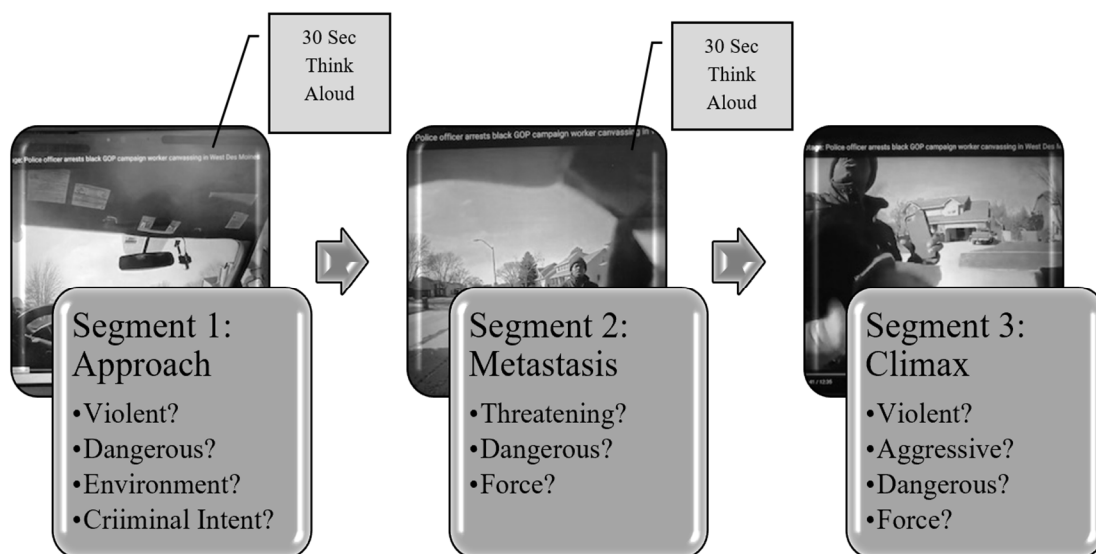 30 Sec
Think
Aloud
30 Sec
Think
Aloud
age: Police officer arrests black GOP campaign worker canvassing in West Des Moines
Police officer arrests black GOP campaign worker canvassing in
otage: Police officer arrests black GOP campaign worker canvassing in West Des M
Segment 1:
Approach
•Violent?
•Dangerous?
•Environment?
•Criiminal Intent?
Segment 2:
Metastasis
•Threatening?
•Dangerous?
•Force?
Segment 3:
Climax
•Violent?
•Aggressive?
•Dangerous?
•Force?